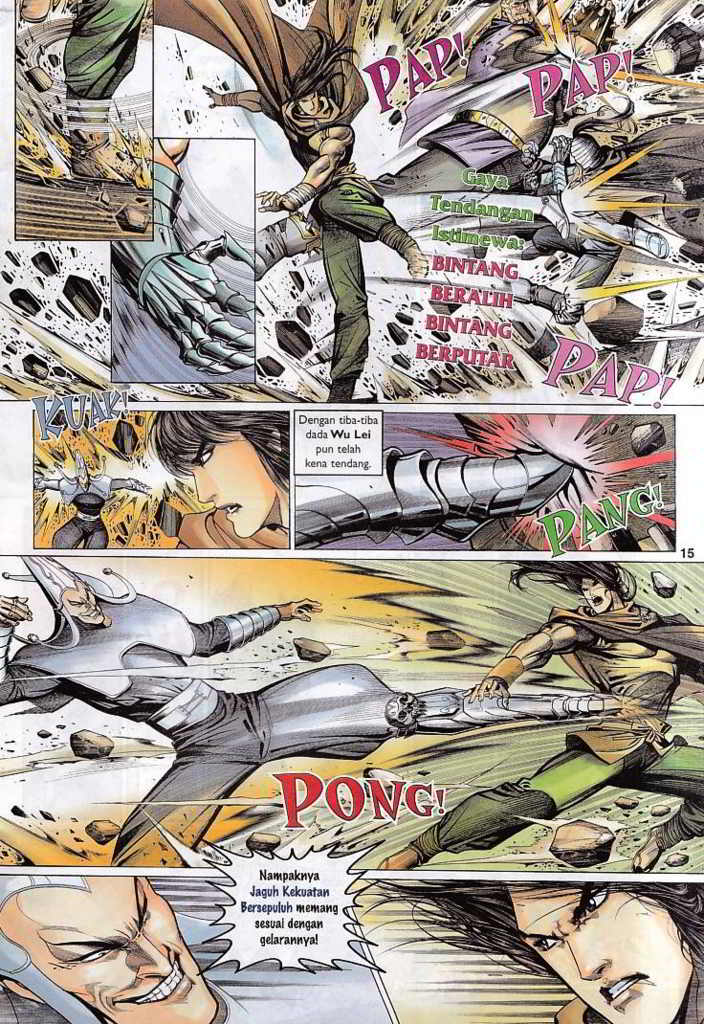 PAP!
PAP!
Gaya
Tendangan
Istimewa:
BINTANG
BERALIH
BINTANG
BERPUTAR
PAP!
KUAK!
Dengan tiba-tiba
dada Wu Lei
pun telah
kena tendang.
PANG!
15
PONG!
Nampaknya
Jaguh Kekuatan
Bersepuluh memang
sesuai dengan
gelarannya!